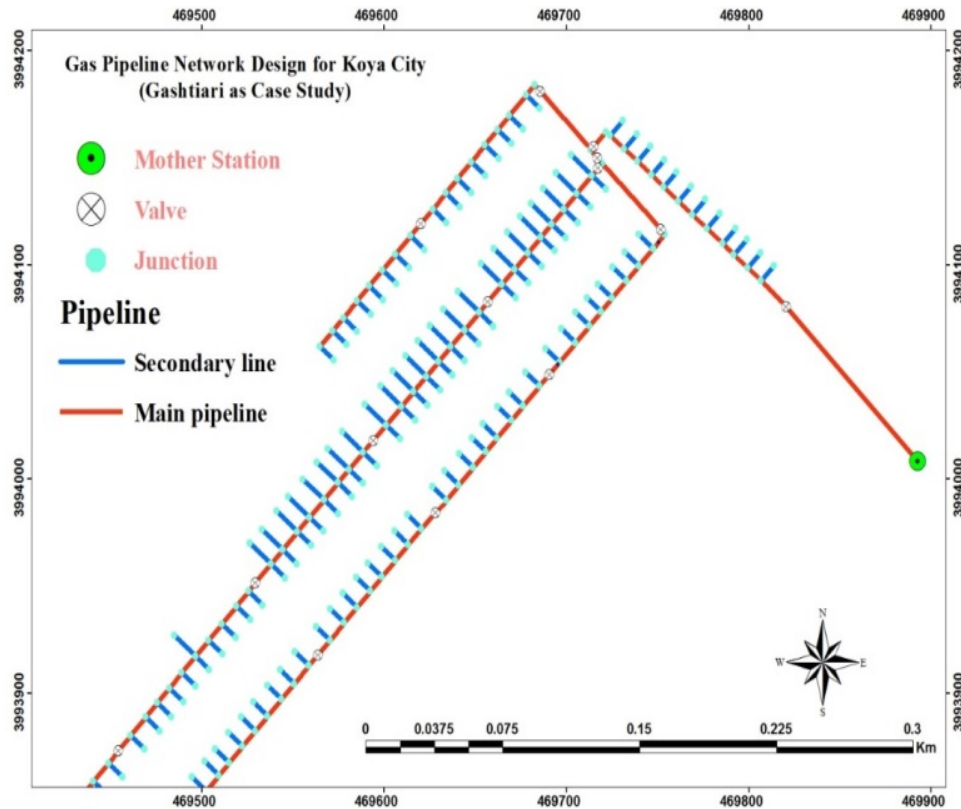 469500 469600 469700 469800 469900
3994200 3994200
Gas Pipeline Network Design for Koya City
(Gashtiari as Case Study)
Mother Station
Valve
Junction
3994100 3994100
Pipeline
Secondary line
Main pipeline
3994000 3994000
N
W E
S
3993900 3993900
0 0.0375 0.075 0.15 0.225 0.3
Km
469500 469600 469700 469800 469900